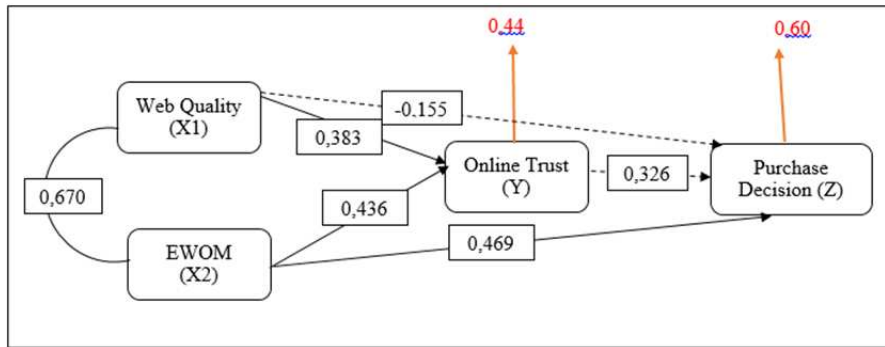 0.44
0.60
Web Quality
(X1)
-0.155
0,383
Online Trust
(Y)
0,326
Purchase
Decision (Z)
0,670
0,436
EWOM
(X2)
0,469